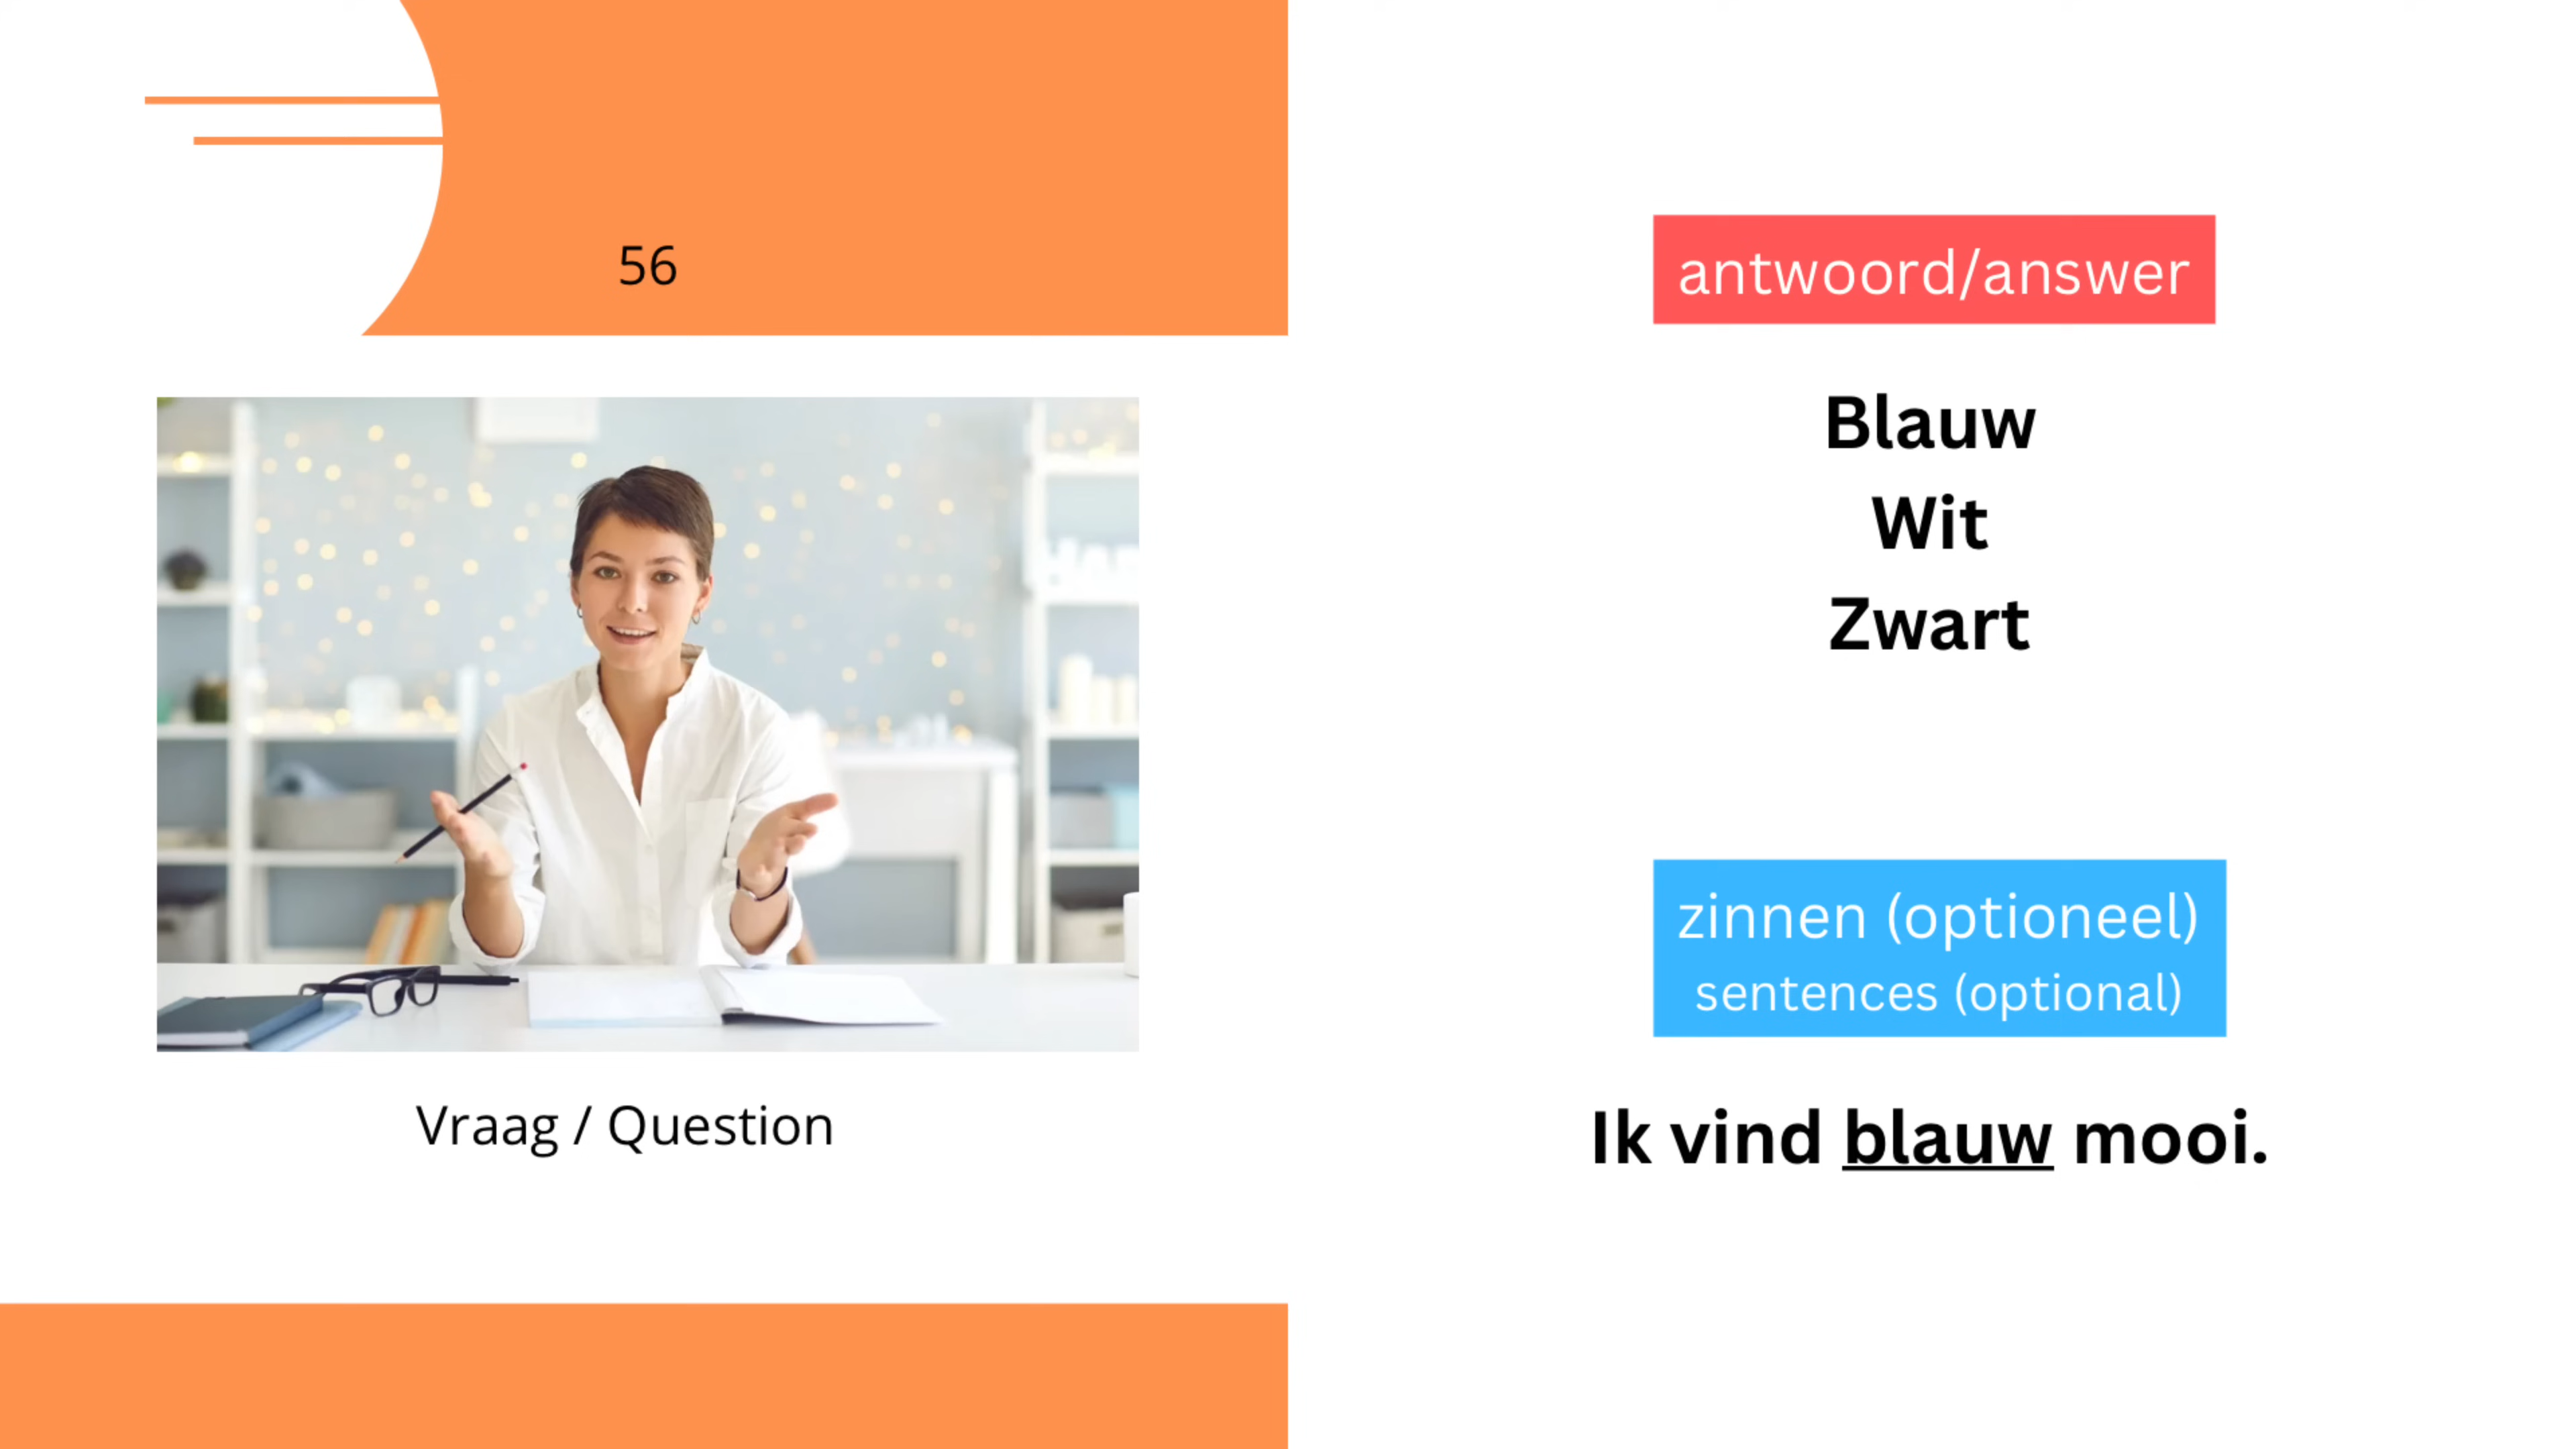 56
Vraag / Question
antwoord/answer
Blauw
Wit
Zwart
zinnen (optioneel)
sentences (optional)
Ik vind blauw mooi.